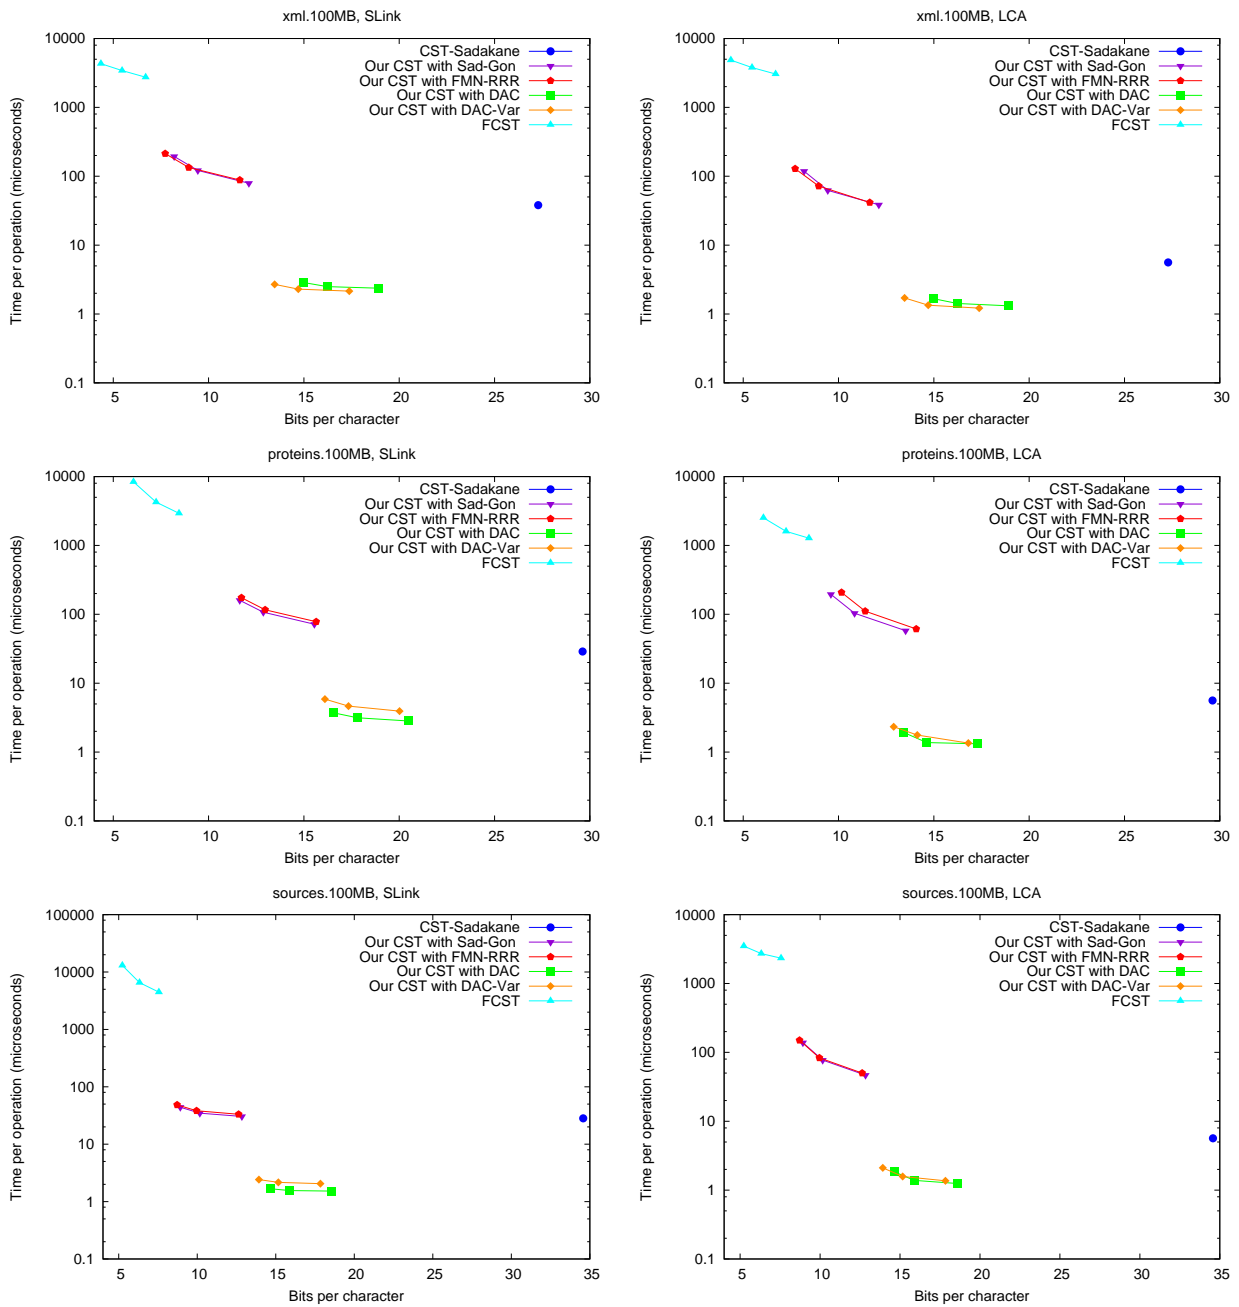 xml.100MB, SLink
Time per operation (microseconds)
10000
1000
100
10
1
0.1
5 10 15 20 25 30
Bits per character
CST-Sadakane
Our CST with Sad-Gon
Our CST with FMN-RRR
Our CST with DAC
Our CST with DAC-Var
FCST
xml.100MB, LCA
Time per operation (microseconds)
10000
1000
100
10
1
0.1
5 10 15 20 25 30
Bits per character
CST-Sadakane
Our CST with Sad-Gon
Our CST with FMN-RRR
Our CST with DAC
Our CST with DAC-Var
FCST
proteins.100MB, SLink
Time per operation (microseconds)
10000
1000
100
10
1
0.1
5 10 15 20 25 30
Bits per character
CST-Sadakane
Our CST with Sad-Gon
Our CST with FMN-RRR
Our CST with DAC
Our CST with DAC-Var
FCST
proteins.100MB, LCA
Time per operation (microseconds)
10000
1000
100
10
1
0.1
5 10 15 20 25 30
Bits per character
CST-Sadakane
Our CST with Sad-Gon
Our CST with FMN-RRR
Our CST with DAC
Our CST with DAC-Var
FCST
sources.100MB, SLink
Time per operation (microseconds)
100000
10000
1000
100
10
1
0.1
5 10 15 20 25 30 35
Bits per character
CST-Sadakane
Our CST with Sad-Gon
Our CST with FMN-RRR
Our CST with DAC
Our CST with DAC-Var
FCST
sources.100MB, LCA
Time per operation (microseconds)
10000
1000
100
10
1
0.1
5 10 15 20 25 30 35
Bits per character
CST-Sadakane
Our CST with Sad-Gon
Our CST with FMN-RRR
Our CST with DAC
Our CST with DAC-Var
FCST